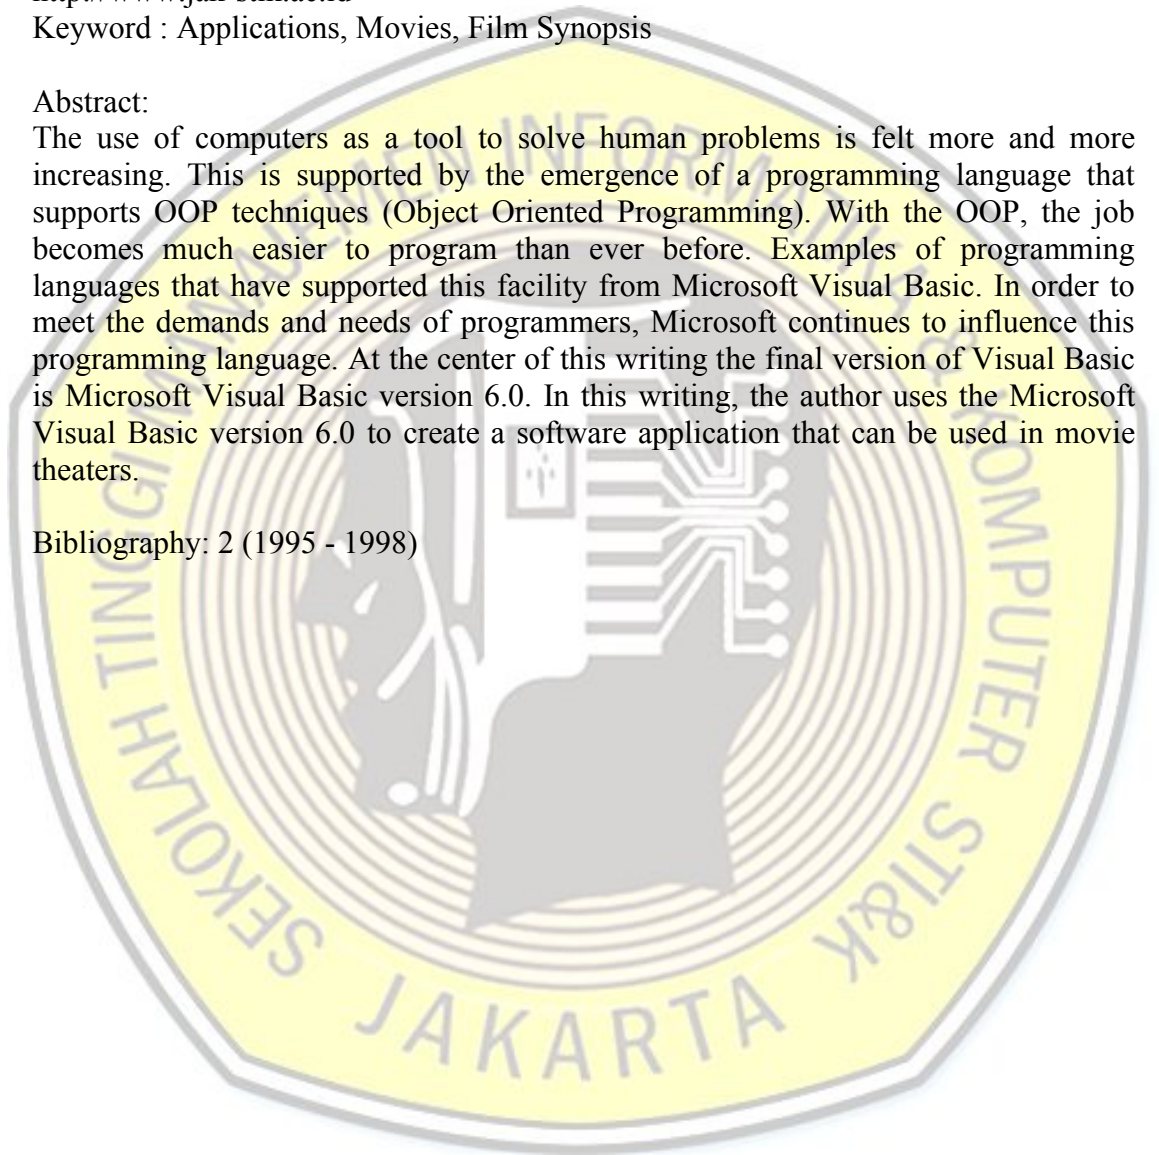 Keyword : Applications, Movies, Film Synopsis
Abstract:
The use of computers as a tool to solve human problems is felt more and more
increasing. This is supported by the emergence of a programming language that
supports OOP techniques (Object Oriented Programming). With the OOP, the job
becomes much easier to program than ever before. Examples of programming
languages that have supported this facility from Microsoft Visual Basic. In order to
meet the demands and needs of programmers, Microsoft continues to influence this
programming language. At the center of this writing the final version of Visual Basic
is Microsoft Visual Basic version 6.0. In this writing, the author uses the Microsoft
Visual Basic version 6.0 to create a software application that can be used in movie
theaters.
Bibliography: 2 (1995 - 1998)
SEKOLAH TINGGI MANAJEMEN INFORMATIKA & KOMPUTER STI&K
JAKARTA